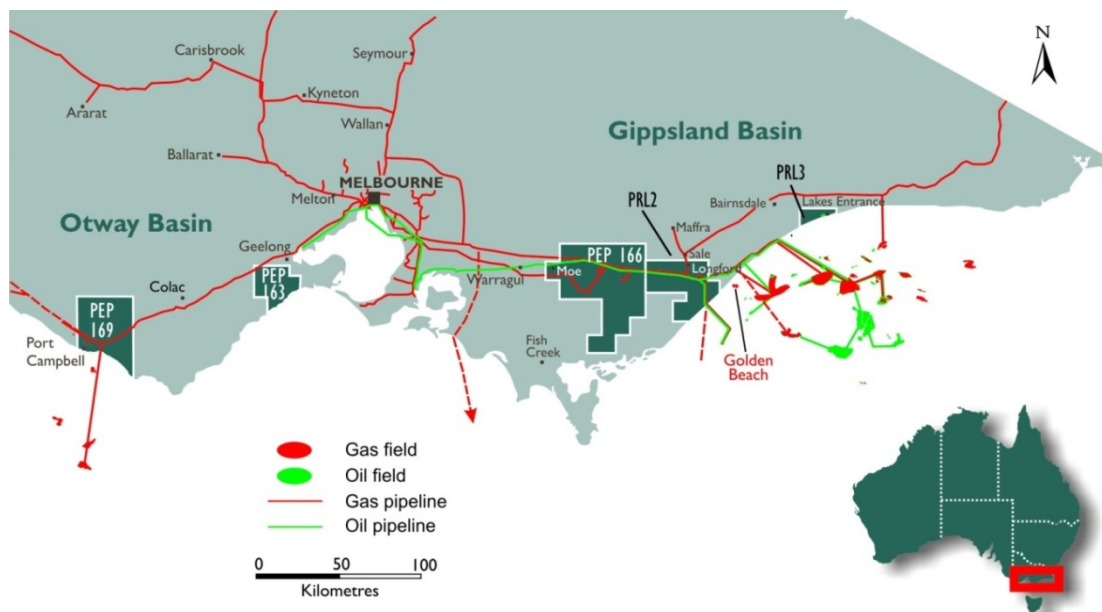 Carisbrook
Seymour
N
Ararat
Kyneton
Wallan
Gippsland Basin
Ballarat
PRL3
Melton
MELBOURNE
PRL2
Bairnsdale
Lakes Entrance
Otway Basin
Maffra
Geelong
PEP 166
Sale
Longford
Moe
Warragul
PEP
163
Colac
PEP
169
Port
Campbell
Fish
Creek
Golden
Beach
Gas field
Oil field
Gas pipeline
Oil pipeline
0
50
100
Kilometres